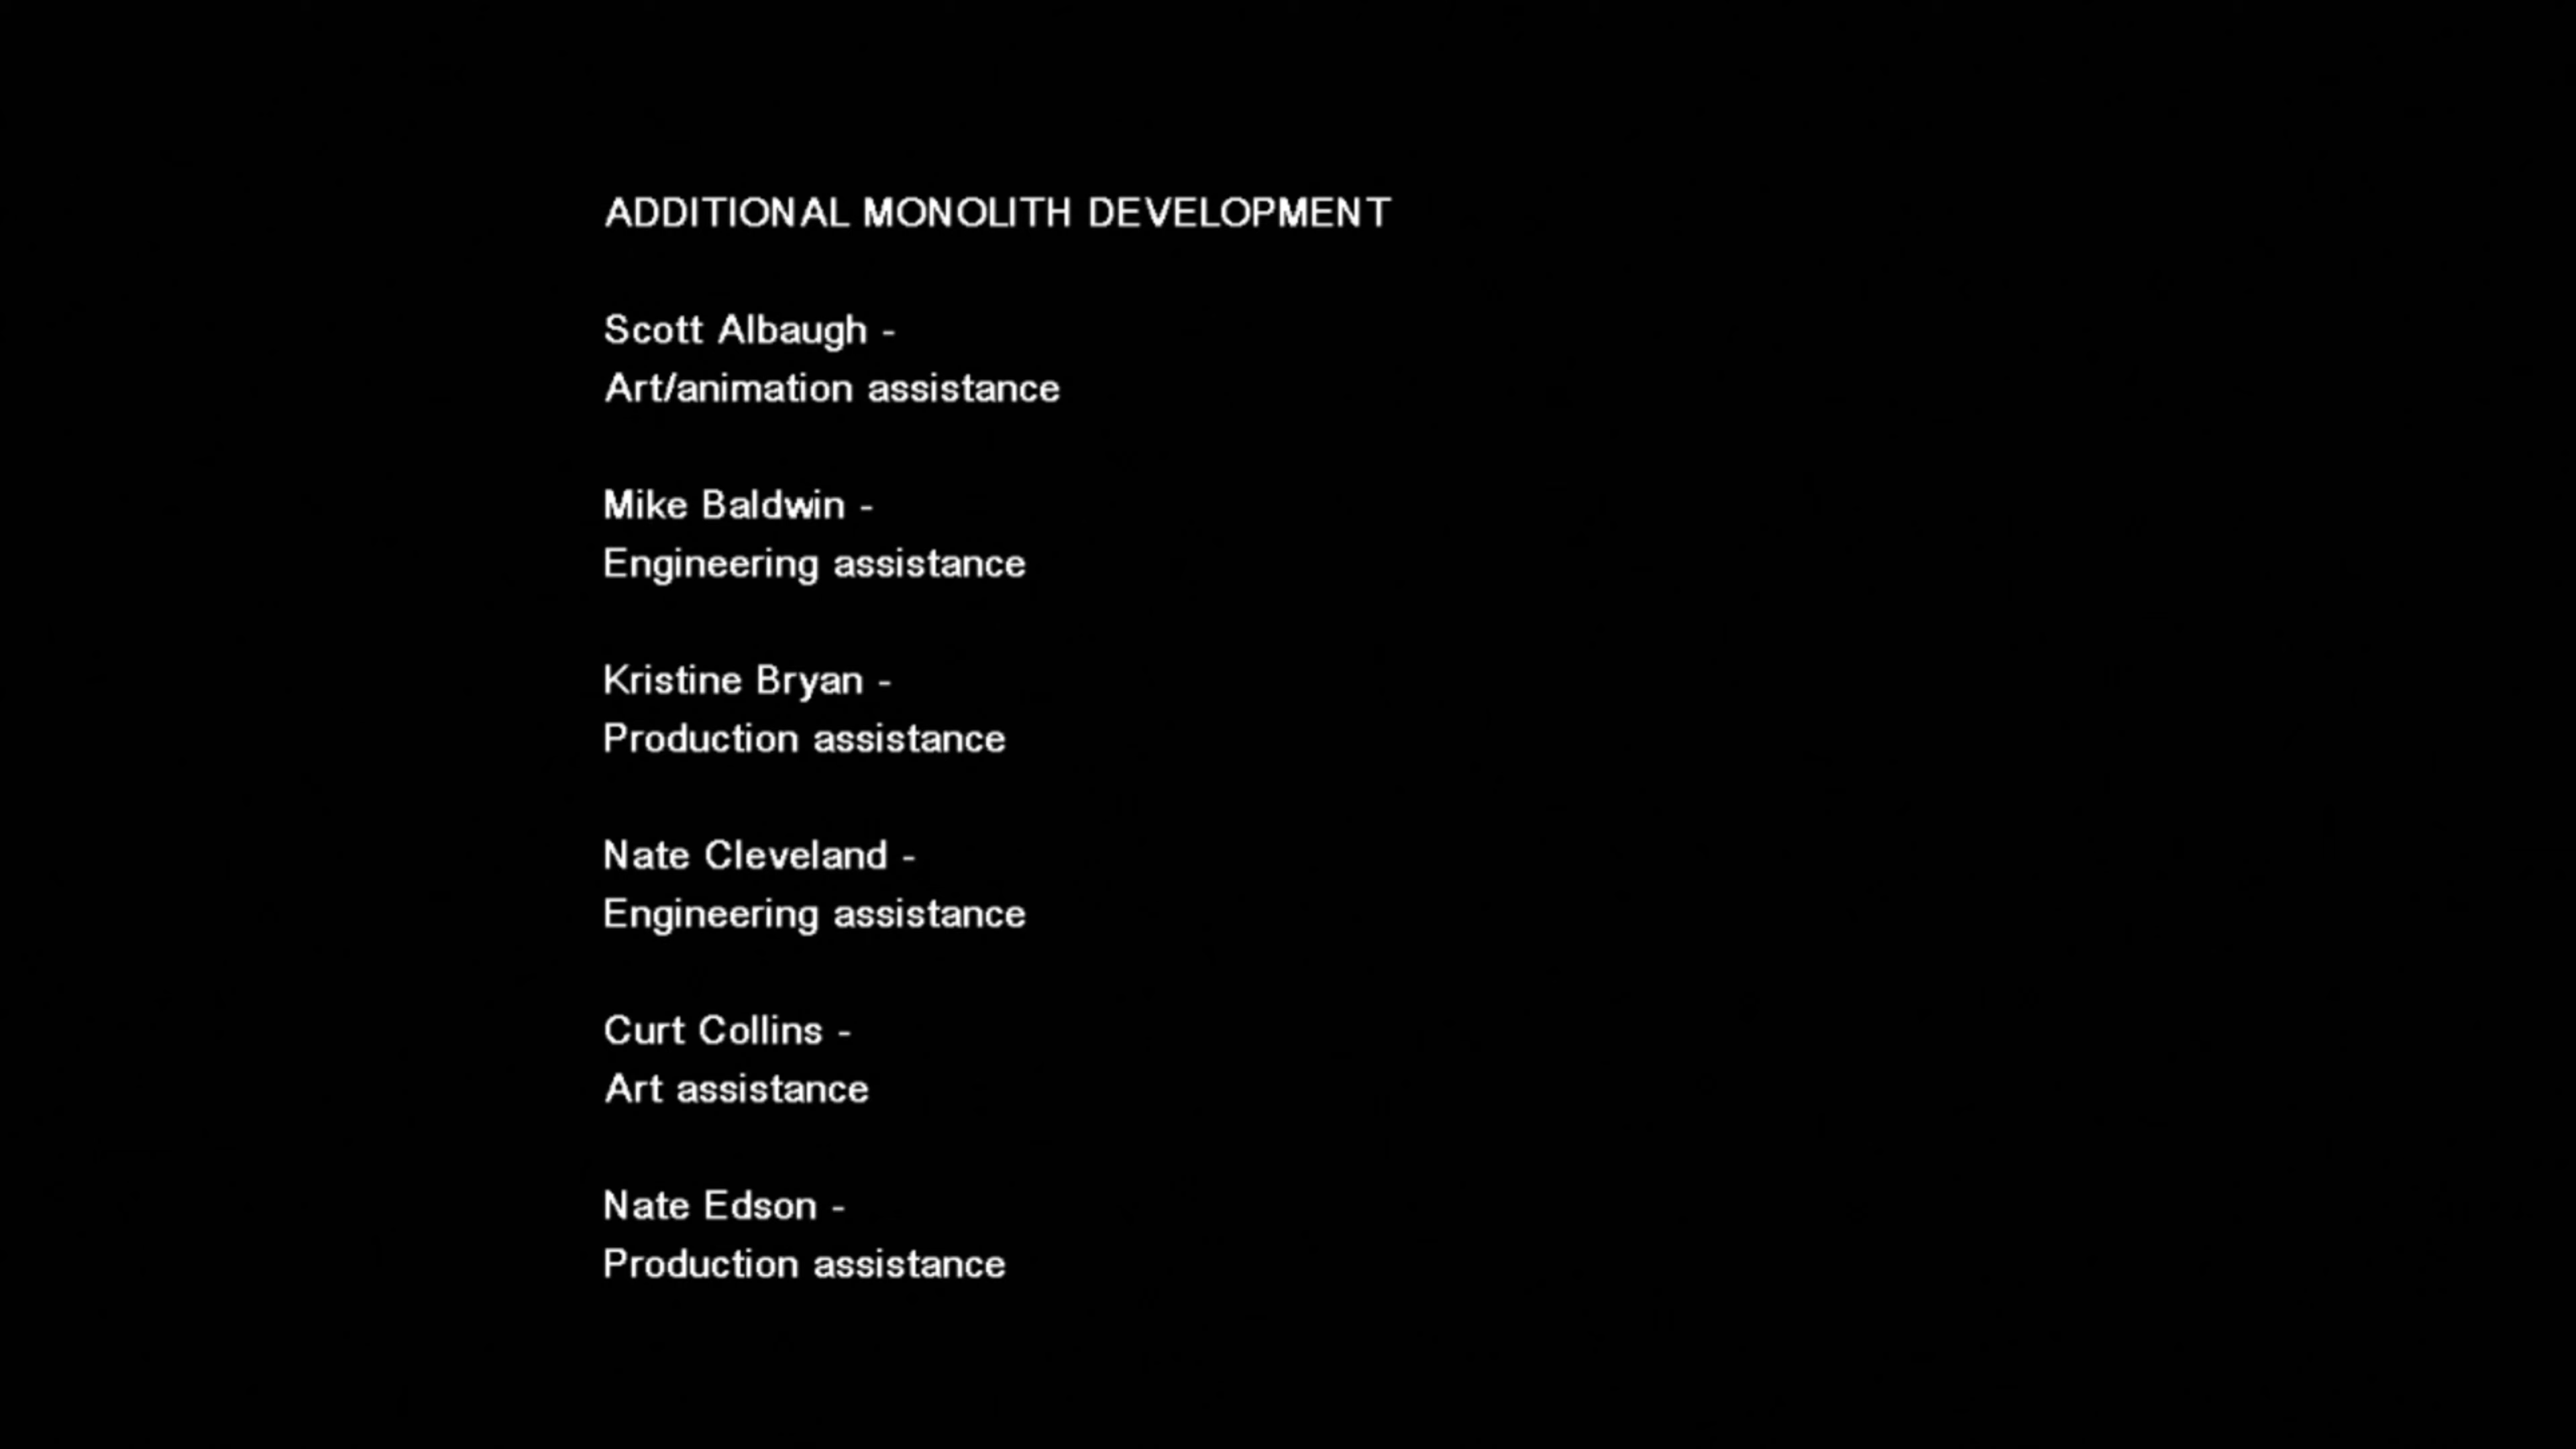 ADDITIONAL MONOLITH DEVELOPMENT
Scott Albaugh -
Art/animation assistance
Mike Baldwin -
Engineering assistance
Kristine Bryan -
Production assistance
Nate Cleveland -
Engineering assistance
Curt Collins -
Art assistance
Nate Edson -
Production assistance